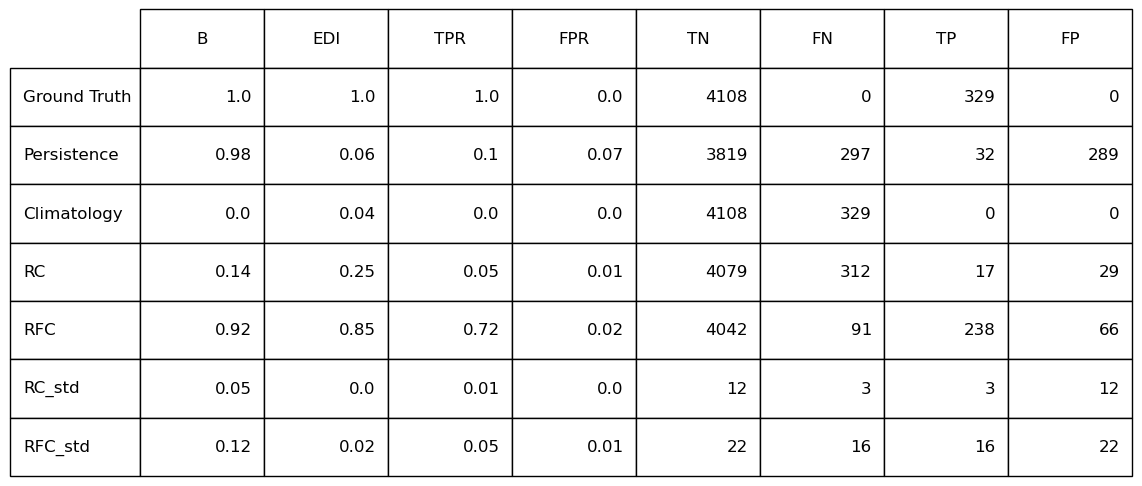 B EDI TPR FPR TN FN TP FP
Ground Truth 1.0 1.0 1.0 0.0 4108 0 329 0
Persistence 0.98 0.06 0.1 0.07 3819 297 32 289
Climatology 0.0 0.04 0.0 0.0 4108 329 0 0
RC 0.14 0.25 0.05 0.01 4079 312 17 29
RFC 0.92 0.85 0.72 0.02 4042 91 238 66
RC_std 0.05 0.0 0.01 0.0 12 3 3 12
RFC_std 0.12 0.02 0.05 0.01 22 16 16 22